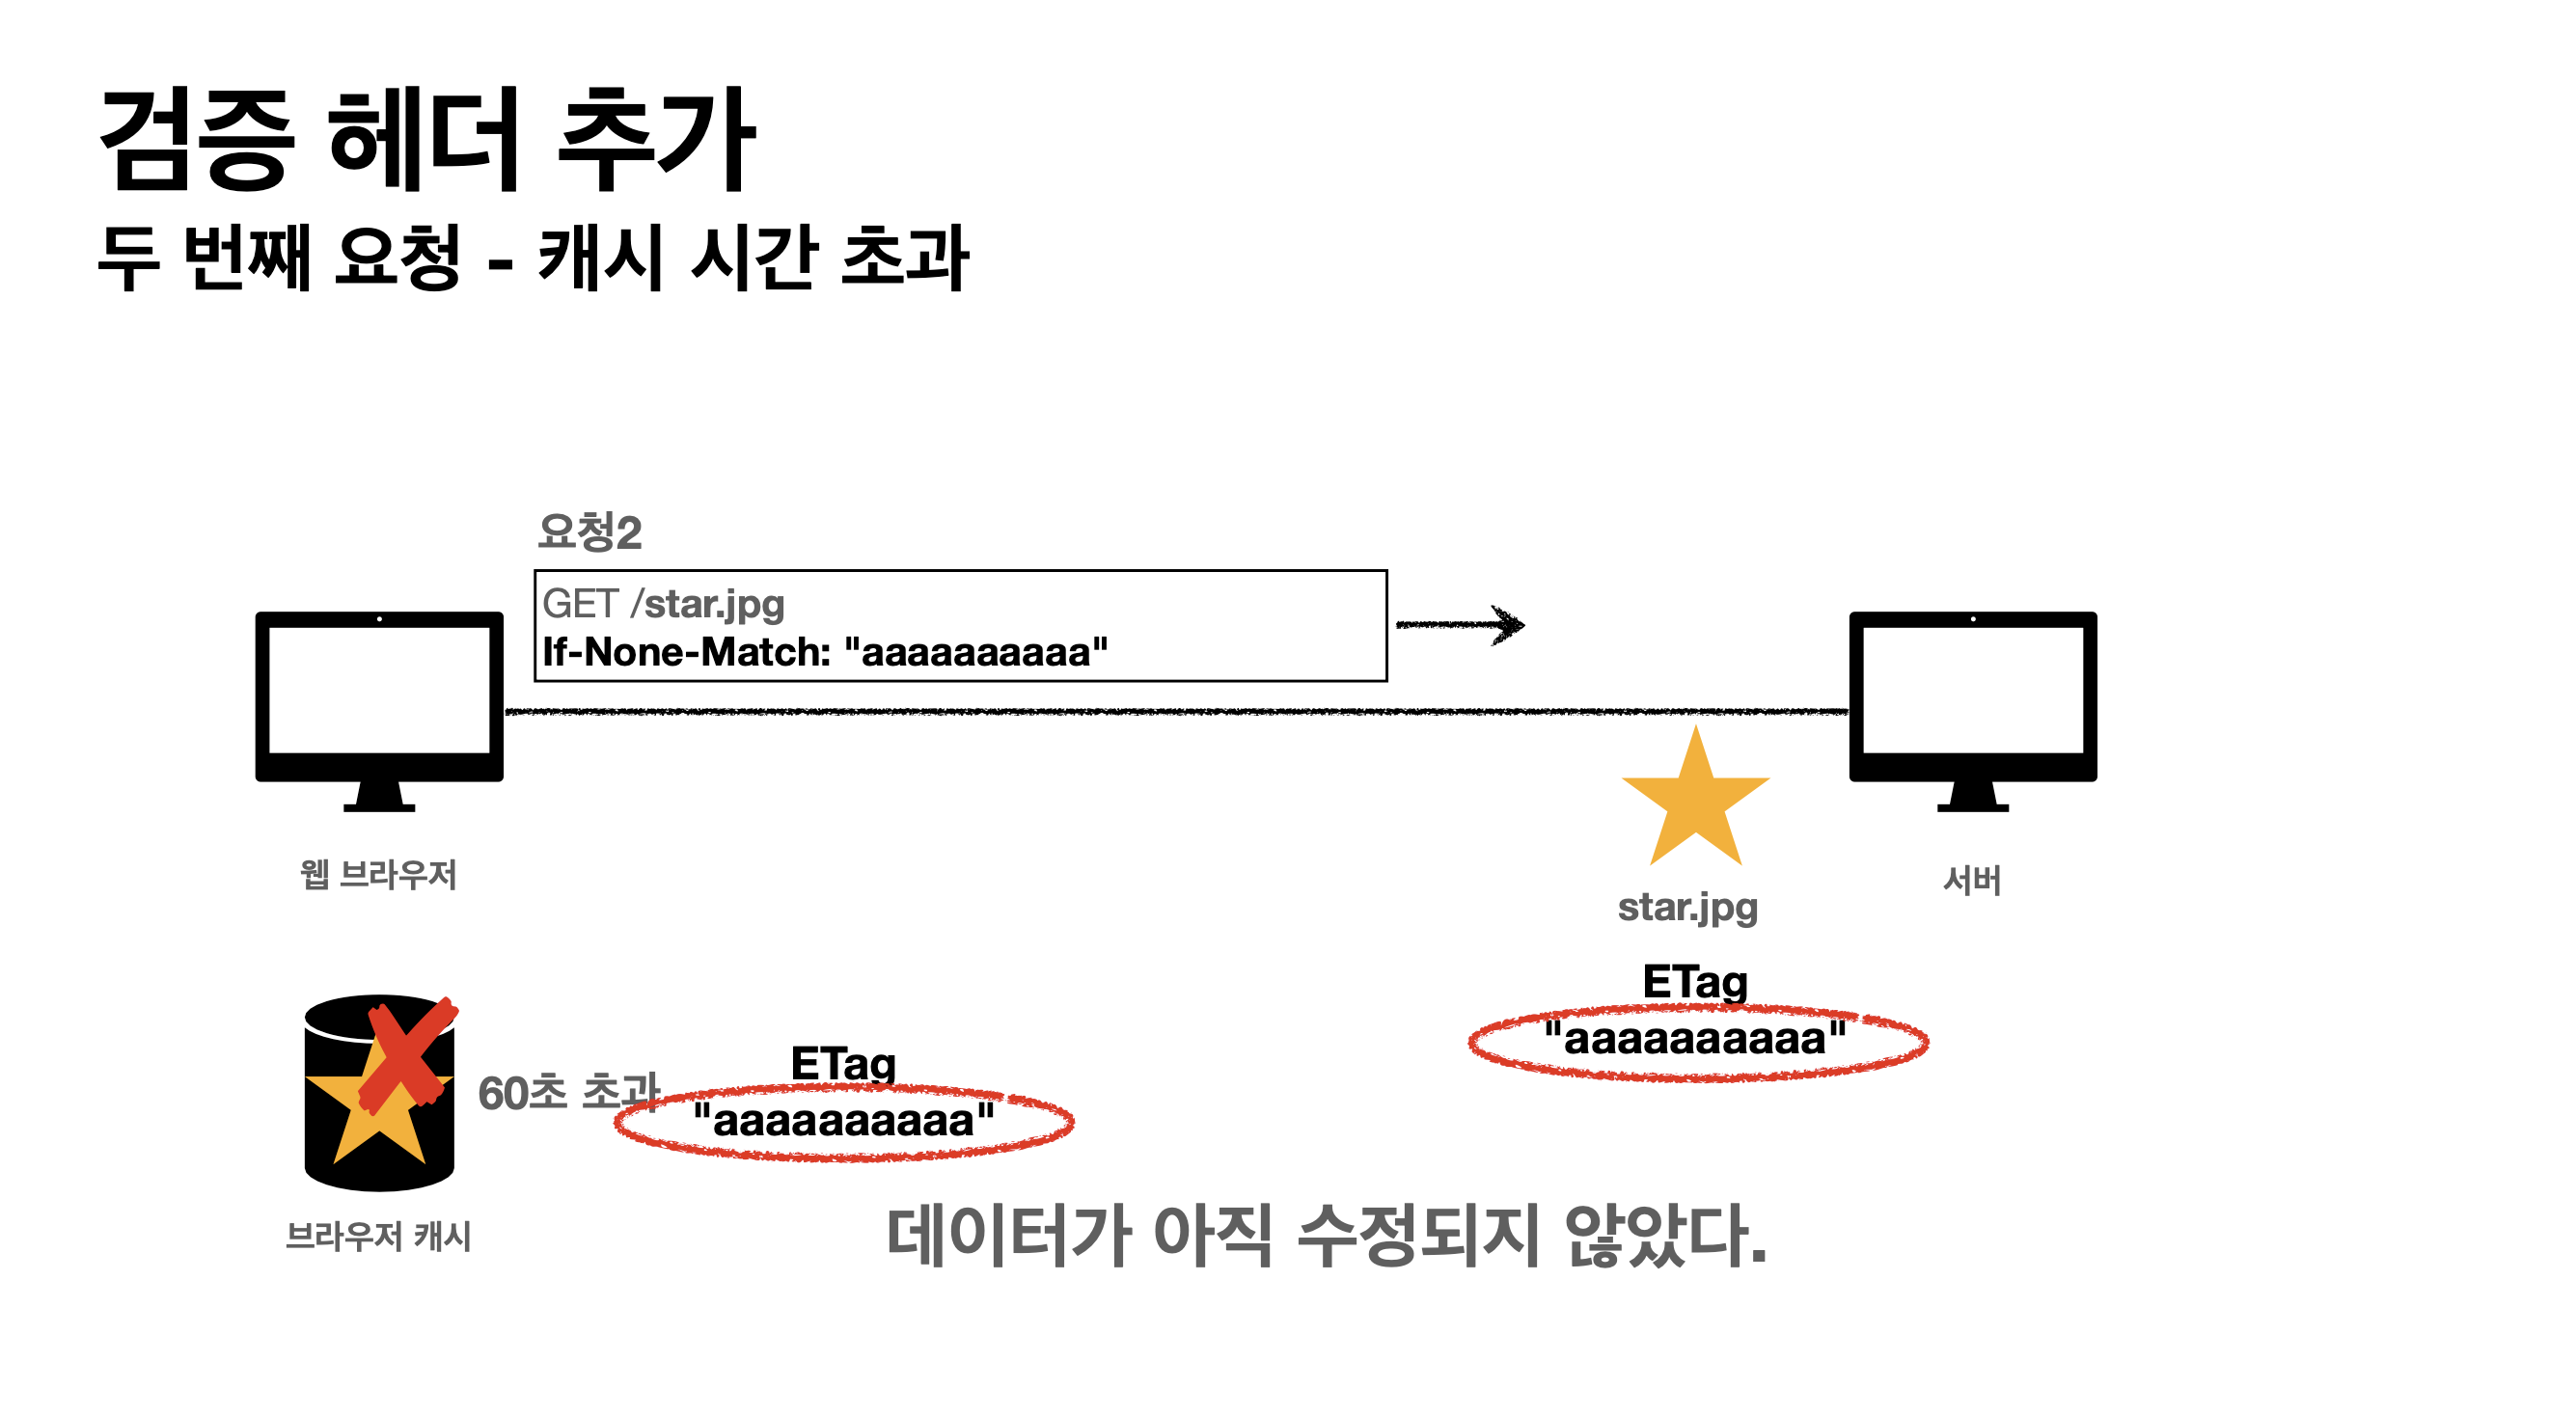 검증 헤더 추가
두 번째 요청 - 캐시 시간 초과
요청2
GET /star.jpg
If-None-Match: "aaaaaaaaaa"
웹 브라우저
서버
star.jpg
ETag
"aaaaaaaaaa"
60초 초과
ETag
"aaaaaaaaaa"
브라우저 캐시
데이터가 아직 수정되지 않았다.